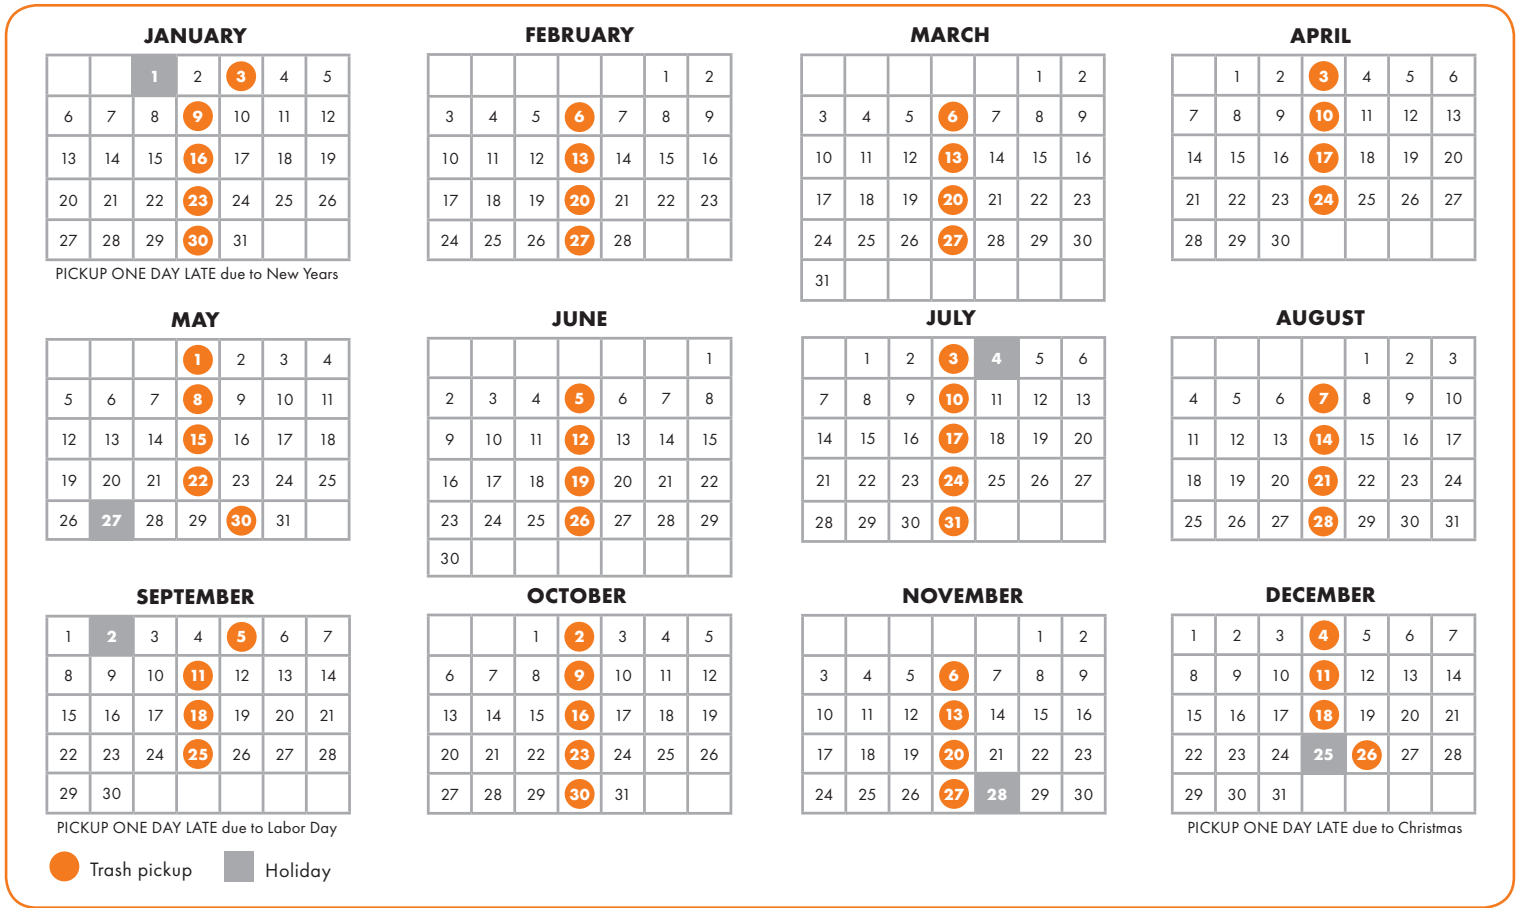 JANUARY
1 2 3 4 5
6 7 8 9 10 11 12
13 14 15 16 17 18 19
20 21 22 23 24 25 26
27 28 29 30 31
PICKUP ONE DAY LATE due to New Years
FEBRUARY
1 2
3 4 5 6 7 8 9
10 11 12 13 14 15 16
17 18 19 20 21 22 23
24 25 26 27 28
MARCH
1 2
3 4 5 6 7 8 9
10 11 12 13 14 15 16
17 18 19 20 21 22 23
24 25 26 27 28 29 30
31
APRIL
1 2 3 4 5 6
7 8 9 10 11 12 13
14 15 16 17 18 19 20
21 22 23 24 25 26 27
28 29 30
MAY
1 2 3 4
5 6 7 8 9 10 11
12 13 14 15 16 17 18
19 20 21 22 23 24 25
26 27 28 29 30 31
JUNE
1
2 3 4 5 6 7 8
9 10 11 12 13 14 15
16 17 18 19 20 21 22
23 24 25 26 27 28 29
30
JULY
1 2 3 4 5 6
7 8 9 10 11 12 13
14 15 16 17 18 19 20
21 22 23 24 25 26 27
28 29 30 31
AUGUST
1 2 3
4 5 6 7 8 9 10
11 12 13 14 15 16 17
18 19 20 21 22 23 24
25 26 27 28 29 30 31
SEPTEMBER
1 2 3 4 5 6 7
8 9 10 11 12 13 14
15 16 17 18 19 20 21
22 23 24 25 26 27 28
29 30
PICKUP ONE DAY LATE due to Labor Day
OCTOBER
1 2 3 4 5
6 7 8 9 10 11 12
13 14 15 16 17 18 19
20 21 22 23 24 25 26
27 28 29 30 31
NOVEMBER
1 2
3 4 5 6 7 8 9
10 11 12 13 14 15 16
17 18 19 20 21 22 23
24 25 26 27 28 29 30
DECEMBER
1 2 3 4 5 6 7
8 9 10 11 12 13 14
15 16 17 18 19 20 21
22 23 24 25 26 27 28
29 30 31
PICKUP ONE DAY LATE due to Christmas
Trash pickup
Holiday